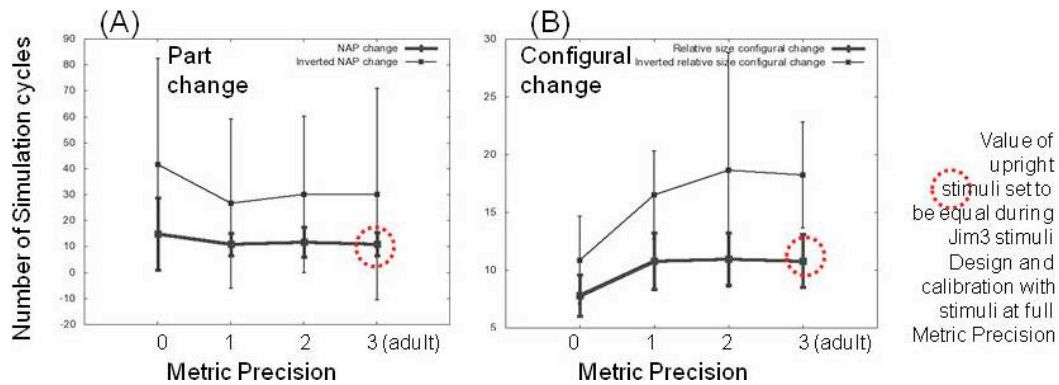 (A)
Part
change
NAP change
Inverted NAP change
Number of Simulation cycles
90
80
70
60
50
40
30
20
10
0
-10
-20
0 1 2 3 (adult)
Metric Precision
(B)
Configural
change
Relative size configural change
Inverted relative size configural change
30
25
20
15
10
5
0 1 2 3 (adult)
Metric Precision
Value of
upright
stimuli set to
be equal during
Jim3 stimuli
Design and
calibration with
stimuli at full
Metric Precision